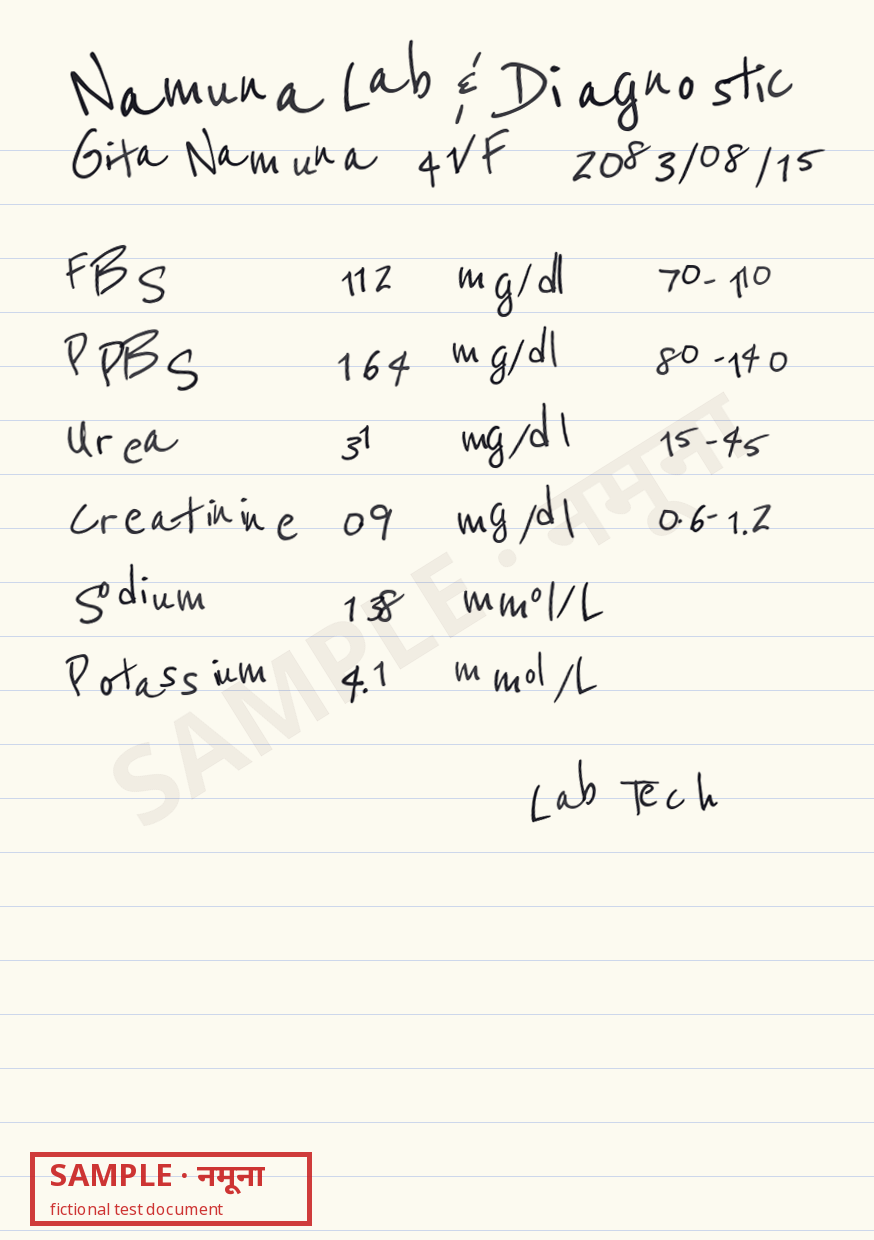 Namuna Lab & Diagnostic
Gita Namuna 41/F 2083/08/15
FBS 112 mg/dl 70-110
PPBS 164 mg/dl 80-140
Urea 31 mg/dl 15-45
Creatinine 09 mg/dl 0.6-1.2
Sodium 138 mmol/L
Potassium 4.1 mmol/L
Lab Tech
SAMPLE · नमूना
SAMPLE · नमूना
fictional test document